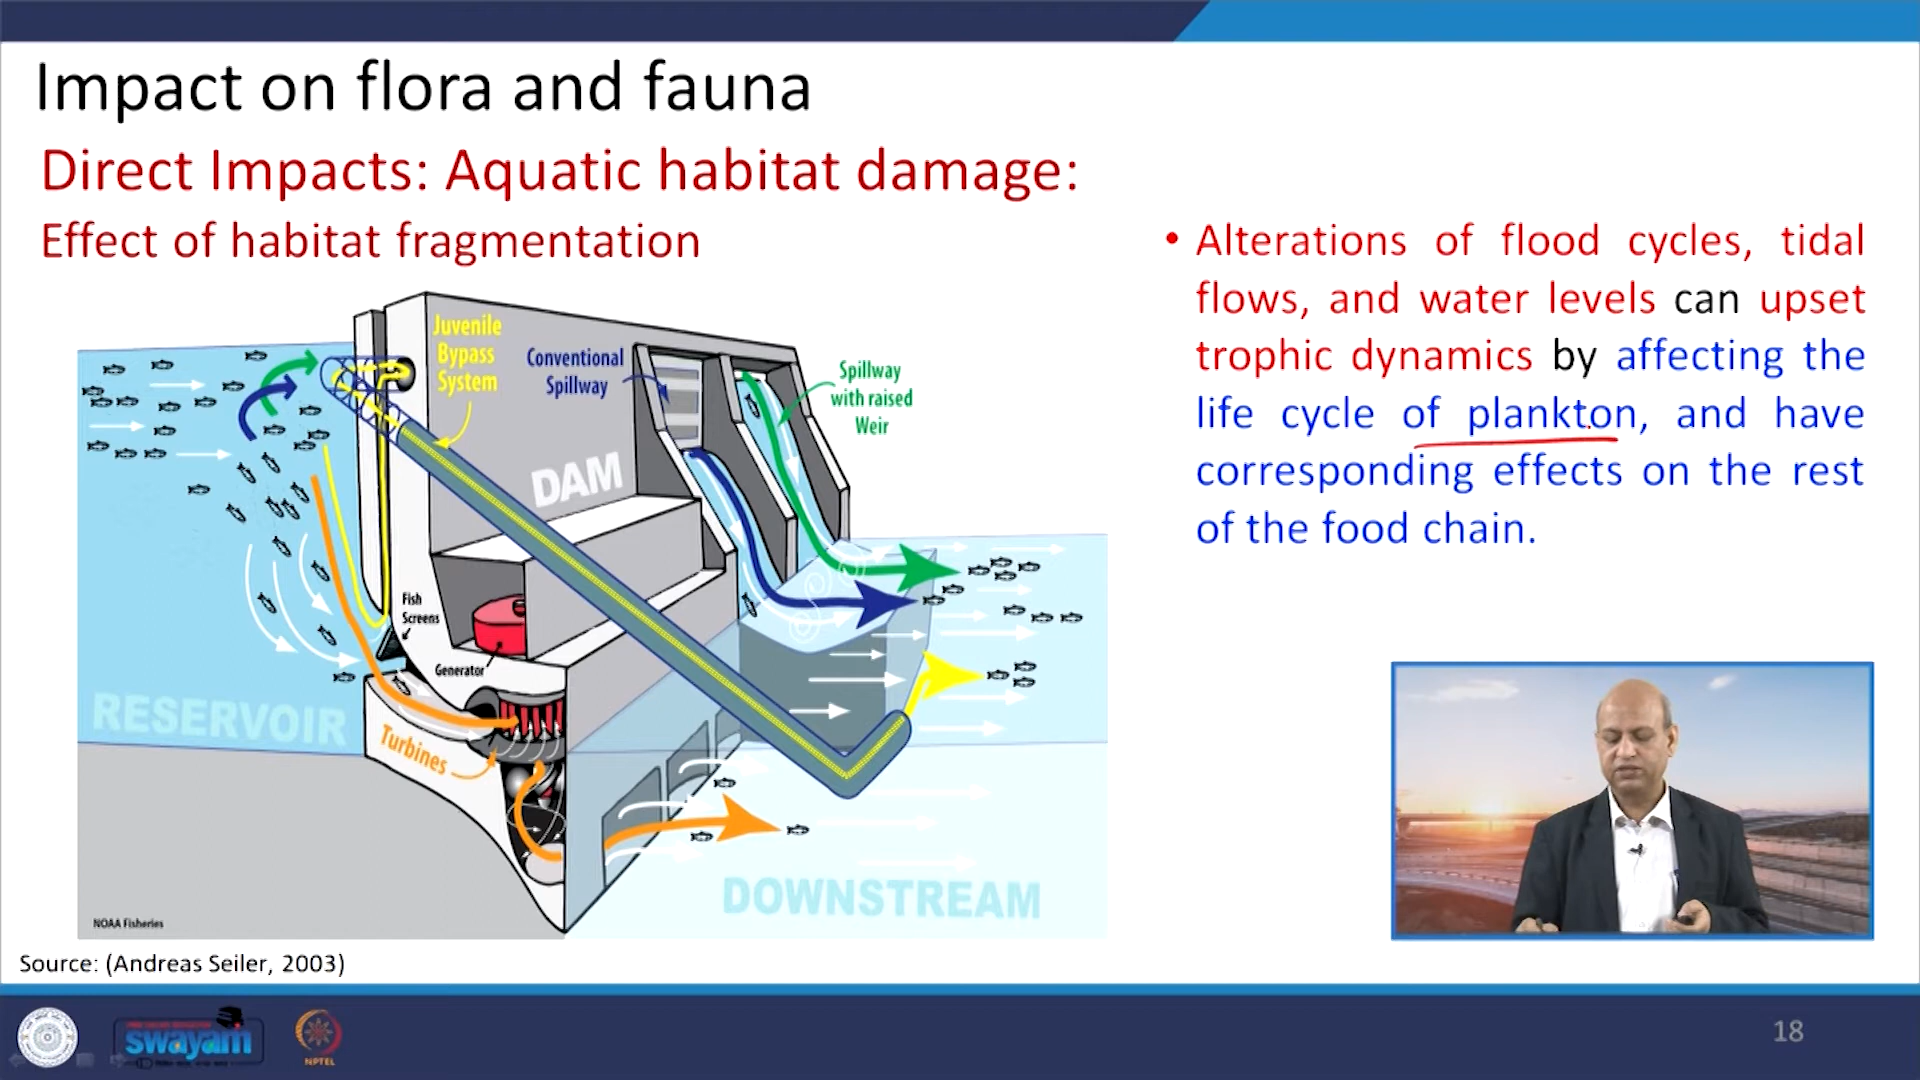 Impact on flora and fauna
Direct Impacts: Aquatic habitat damage:
Effect of habitat fragmentation
• Alterations of flood cycles, tidal
flows, and water levels can upset
trophic dynamics by affecting the
life cycle of plankton, and have
corresponding effects on the rest
of the food chain.
Juvenile
Bypass
System
Conventional
Spillway
Spillway
with raised
Weir
DAM
Fish
Screens
Generator
RESERVOIR
Turbines
DOWNSTREAM
NOAA Fisheries
Source: (Andreas Seiler, 2003)
swayam
NPTEL
18